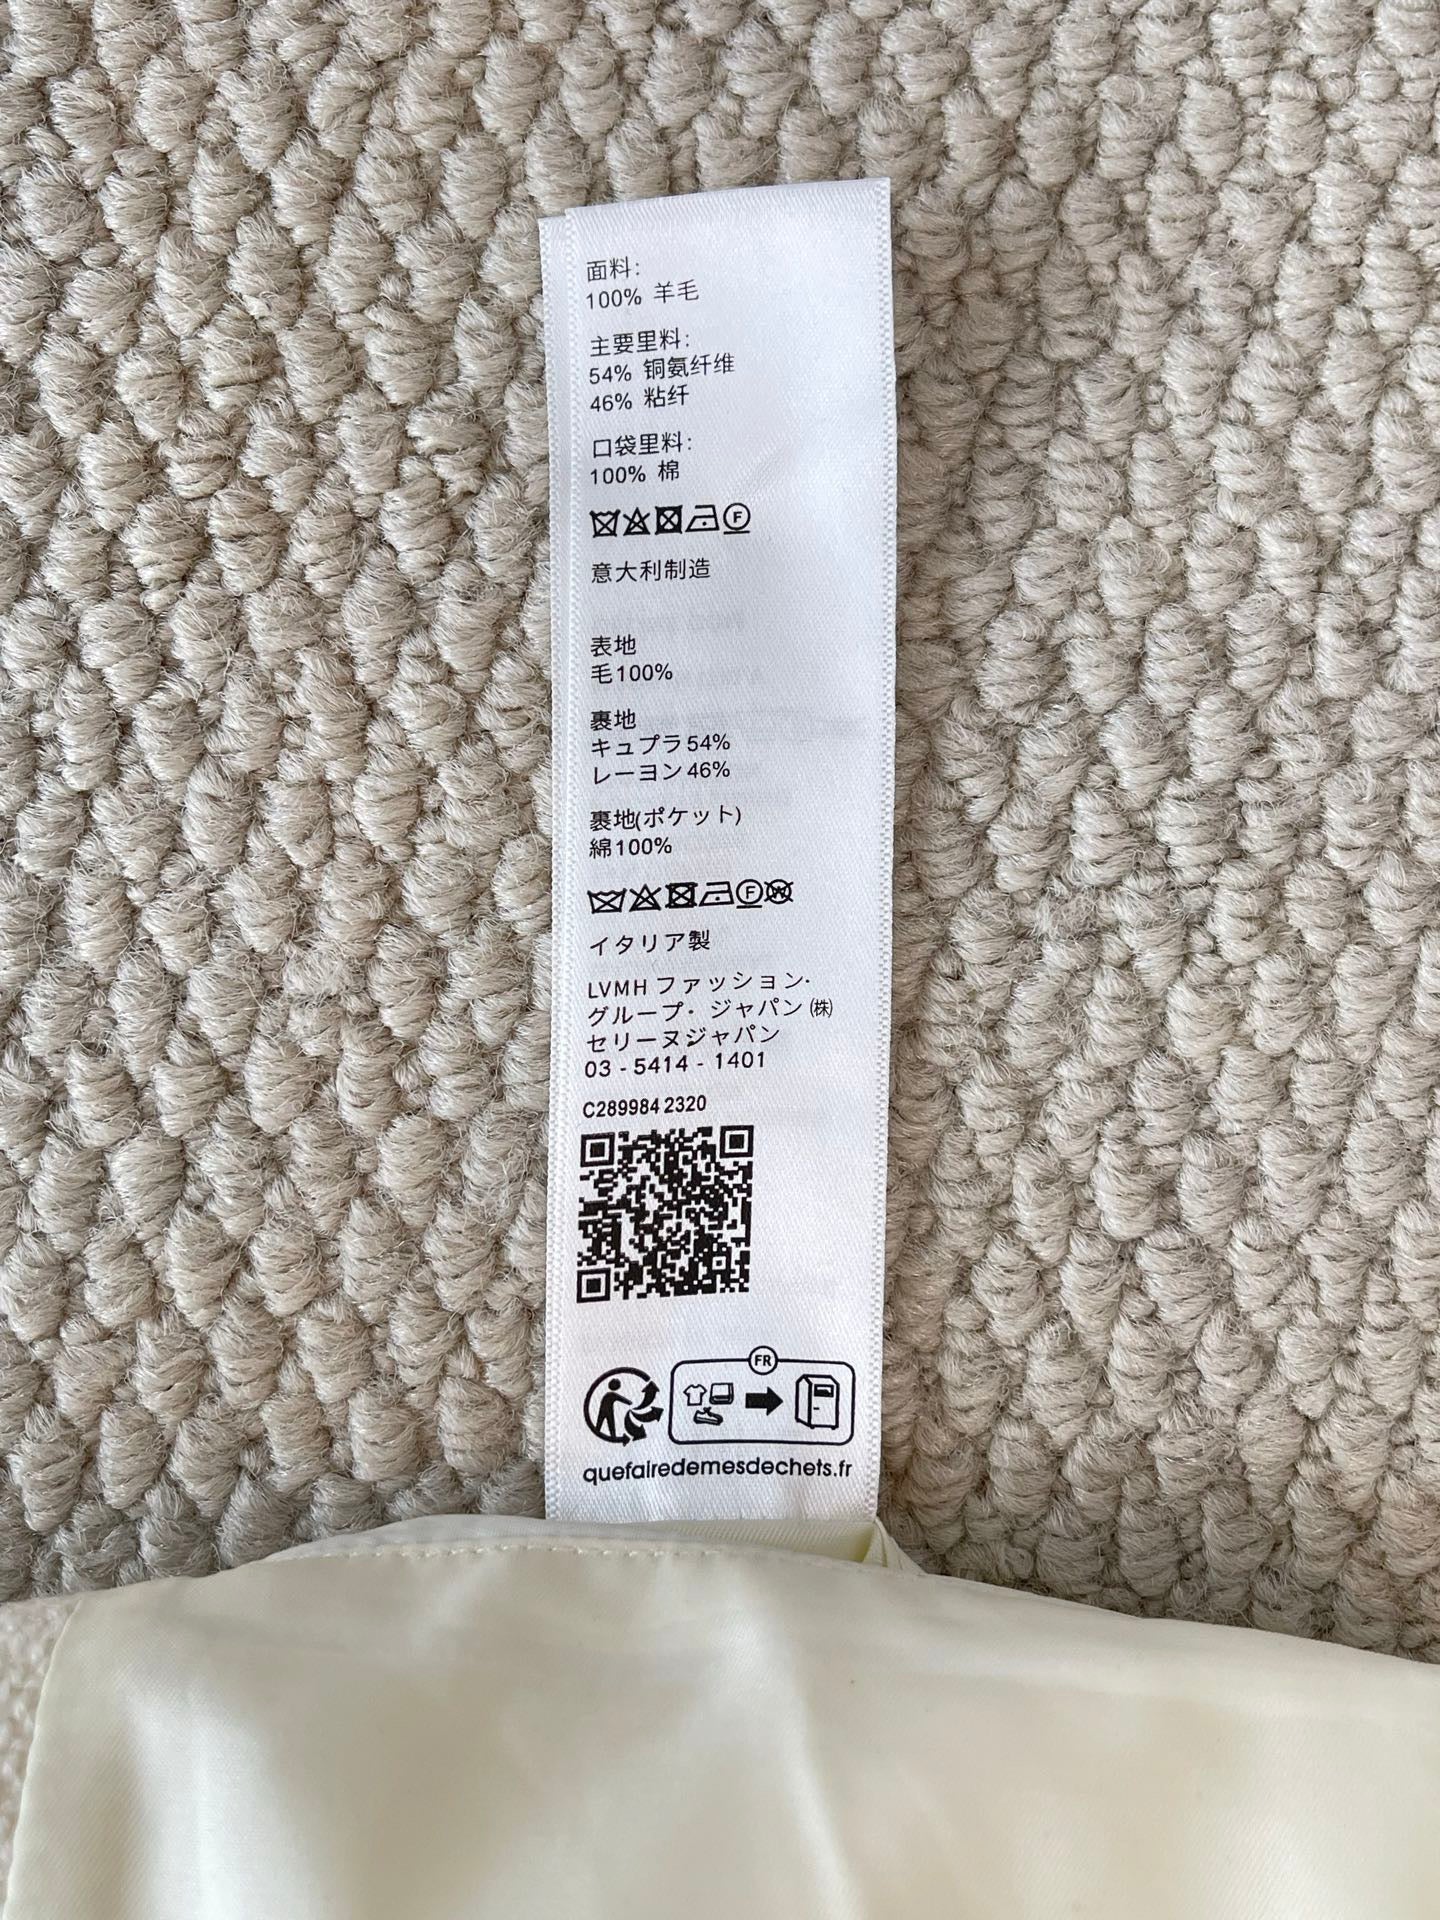 面料:
100% 羊毛
主要里料:
54% 铜氨纤维
46% 粘纤
口袋里料:
100% 棉
F
意大利制造
表地
毛100%
裏地
キュプラ54%
レーヨン46%
裏地(ポケット)
綿100%
F W
イタリア製
LVMH ファッション・
グループ・ジャパン㈱
セリーヌジャパン
03 - 5414 - 1401
C289984 2320
FR
quefairedemesdechets.fr